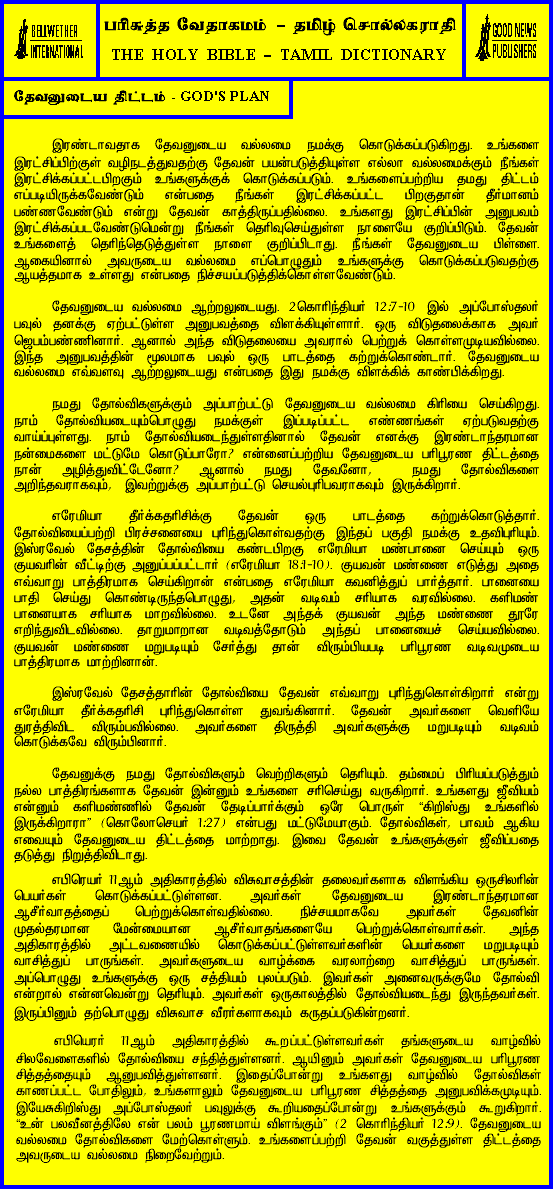 BELLWETHER
INTERNATIONAL
பரிசுத்த வேதாகமம் – தமிழ் சொல்லகராதி
THE HOLY BIBLE – TAMIL DICTIONARY
GOOD NEWS
PUBLISHERS
தேவனுடைய திட்டம் - GOD'S PLAN
இரண்டாவதாக தேவனுடைய வல்லமை நமக்கு கொடுக்கப்படுகிறது. உங்களை
இரட்சிப்பிற்குள் வழிநடத்துவதற்கு தேவன் பயன்படுத்தியுள்ள எல்லா வல்லமைக்கும் நீங்கள்
இரட்சிக்கப்பட்டபிறகும் உங்களுக்குக் கொடுக்கப்படும். உங்களைப்பற்றிய தமது திட்டம்
எப்படியிருக்கவேண்டும் என்பதை நீங்கள் இரட்சிக்கப்பட்ட பிறகுதான் தீர்மானம்
பண்ணவேண்டும் என்று தேவன் காத்திருப்பதில்லை. உங்களது இரட்சிப்பின் அனுபவம்
இரட்சிக்கப்படவேண்டுமென்று நீங்கள் தெரிவுசெய்துள்ள நாளையே குறிப்பிடும். தேவன்
உங்களைத் தெரிந்தெடுத்துள்ள நாளை குறிப்பிடாது. நீங்கள் தேவனுடைய பிள்ளை.
ஆகையினால் அவருடைய வல்லமை எப்பொழுதும் உங்களுக்கு கொடுக்கப்படுவதற்கு
ஆயத்தமாக உள்ளது என்பதை நிச்சயப்படுத்திக்கொள்ளவேண்டும்.
தேவனுடைய வல்லமை ஆற்றலுடையது. 2கொரிந்தியர் 12:7-10 இல் அப்போஸ்தலர்
பவுல் தனக்கு ஏற்பட்டுள்ள அனுபவத்தை விளக்கியுள்ளார். ஒரு விடுதலைக்காக அவர்
ஜெபம்பண்ணினார். ஆனால் அந்த விடுதலையை அவரால் பெற்றுக் கொள்ளமுடியவில்லை.
இந்த அனுபவத்தின் மூலமாக பவுல் ஒரு பாடத்தை கற்றுக்கொண்டார். தேவனுடைய
வல்லமை எவ்வளவு ஆற்றலுடையது என்பதை இது நமக்கு விளக்கிக் காண்பிக்கிறது.
நமது தோல்விகளுக்கும் அப்பாற்பட்டு தேவனுடைய வல்லமை கிரியை செய்கிறது.
நாம் தோல்வியடையும்பொழுது நமக்குள் இப்படிப்பட்ட எண்ணங்கள் ஏற்படுவதற்கு
வாய்ப்புள்ளது. நாம் தோல்வியடைந்துள்ளதினால் தேவன் எனக்கு இரண்டாந்தரமான
நன்மைகளை மட்டுமே கொடுப்பாரோ? என்னைப்பற்றிய தேவனுடைய பரிபூரண திட்டத்தை
நான் அழித்துவிட்டேனோ? ஆனால் நமது தேவனோ, நமது தோல்விகளை
அறிந்தவராகவும், இவற்றுக்கு அப்பாற்பட்டு செயல்புரிபவராகவும் இருக்கிறார்.
எரேமியா தீர்க்கதரிசிக்கு தேவன் ஒரு பாடத்தை கற்றுக்கொடுத்தார்.
தோல்வியைப்பற்றி பிரச்சனையை புரிந்துகொள்வதற்கு இந்தப் பகுதி நமக்கு உதவிபுரியும்.
இஸ்ரவேல் தேசத்தின் தோல்வியை கண்டபிறகு எரேமியா மண்பானை செய்யும் ஒரு
குயவரின் வீட்டிற்கு அனுப்பப்பட்டார் (எரேமியா 18:1-10). குயவன் மண்ணை எடுத்து அதை
எவ்வாறு பாத்திரமாக செய்கிறான் என்பதை எரேமியா கவனித்துப் பார்த்தார். பானையை
பாதி செய்து கொண்டிருந்தபொழுது, அதன் வடிவம் சரியாக வரவில்லை. களிமண்
பானையாக சரியாக மாறவில்லை. உடனே அந்தக் குயவன் அந்த மண்ணை தூரே
எறிந்துவிடவில்லை. தாறுமாறான வடிவத்தோடும் அந்தப் பானையைச் செய்யவில்லை.
குயவன் மண்ணை மறுபடியும் சேர்த்து தான் விரும்பியபடி பரிபூரண வடிவமுடைய
பாத்திரமாக மாற்றினான்.
இஸ்ரவேல் தேசத்தாரின் தோல்வியை தேவன் எவ்வாறு புரிந்துகொள்கிறார் என்று
எரேமியா தீர்க்கதரிசி புரிந்துகொள்ள துவங்கினார். தேவன் அவர்களை வெளியே
துரத்திவிட விரும்பவில்லை. அவர்களை திருத்தி அவர்களுக்கு மறுபடியும் வடிவம்
கொடுக்கவே விரும்பினார்.
தேவனுக்கு நமது தோல்விகளும் வெற்றிகளும் தெரியும். தம்மைப் பிரியப்படுத்தும்
நல்ல பாத்திரங்களாக தேவன் இன்னும் உங்களை சரிசெய்து வருகிறார். உங்களது ஜீவியம்
என்னும் களிமண்ணில் தேவன் தேடிப்பார்க்கும் ஒரே பொருள் “கிறிஸ்து உங்களில்
இருக்கிறாரா” (கொலோசெயர் 1:27) என்பது மட்டுமேயாகும். தோல்விகள், பாவம் ஆகிய
எவையும் தேவனுடைய திட்டத்தை மாற்றாது. இவை தேவன் உங்களுக்குள் ஜீவிப்பதை
தடுத்து நிறுத்திவிடாது.
எபிரெயர் 11ஆம் அதிகாரத்தில் விசுவாசத்தின் தலைவர்களாக விளங்கிய ஒருசிலரின்
பெயர்கள் கொடுக்கப்பட்டுள்ளன. அவர்கள் தேவனுடைய இரண்டாந்தரமான
ஆசீர்வாதத்தைப் பெற்றுக்கொள்வதில்லை. நிச்சயமாகவே அவர்கள் தேவனின்
முதல்தரமான மேன்மையான ஆசீர்வாதங்களையே பெற்றுக்கொள்வார்கள். அந்த
அதிகாரத்தில் அட்டவணையில் கொடுக்கப்பட்டுள்ளவர்களின் பெயர்களை மறுபடியும்
வாசித்துப் பாருங்கள். அவர்களுடைய வாழ்க்கை வரலாற்றை வாசித்துப் பாருங்கள்.
அப்பொழுது உங்களுக்கு ஒரு சத்தியம் புலப்படும். இவர்கள் அனைவருக்குமே தோல்வி
என்றால் என்னவென்று தெரியும். அவர்கள் ஒருகாலத்தில் தோல்வியடைந்து இருந்தவர்கள்.
இருப்பினும் தற்பொழுது விசுவாச வீரர்களாகவும் கருதப்படுகின்றனர்.
எபியெரர் 11ஆம் அதிகாரத்தில் கூறப்பட்டுள்ளவர்கள் தங்களுடைய வாழ்வில்
சிலவேளைகளில் தோல்வியை சந்தித்துள்ளனர். ஆயினும் அவர்கள் தேவனுடைய பரிபூரண
சித்தத்தையும் ஆனுபவித்துள்ளனர். இதைப்போன்று உங்களது வாழ்வில் தோல்விகள்
காணப்பட்ட போதிலும், உங்களாலும் தேவனுடைய பரிபூரண சித்தத்தை அனுபவிக்கமுடியும்.
இயேசுகிறிஸ்து அப்போஸ்தலர் பவுலுக்கு கூறியதைப்போன்று உங்களுக்கும் கூறுகிறார்.
“உன் பலவீனத்திலே என் பலம் பூரணமாய் விளங்கும்” (2 கொரிந்தியர் 12:9). தேவனுடைய
வல்லமை தோல்விகளை மேற்கொள்ளும். உங்களைப்பற்றி தேவன் வகுத்துள்ள திட்டத்தை
அவருடைய வல்லமை நிறைவேற்றும்.